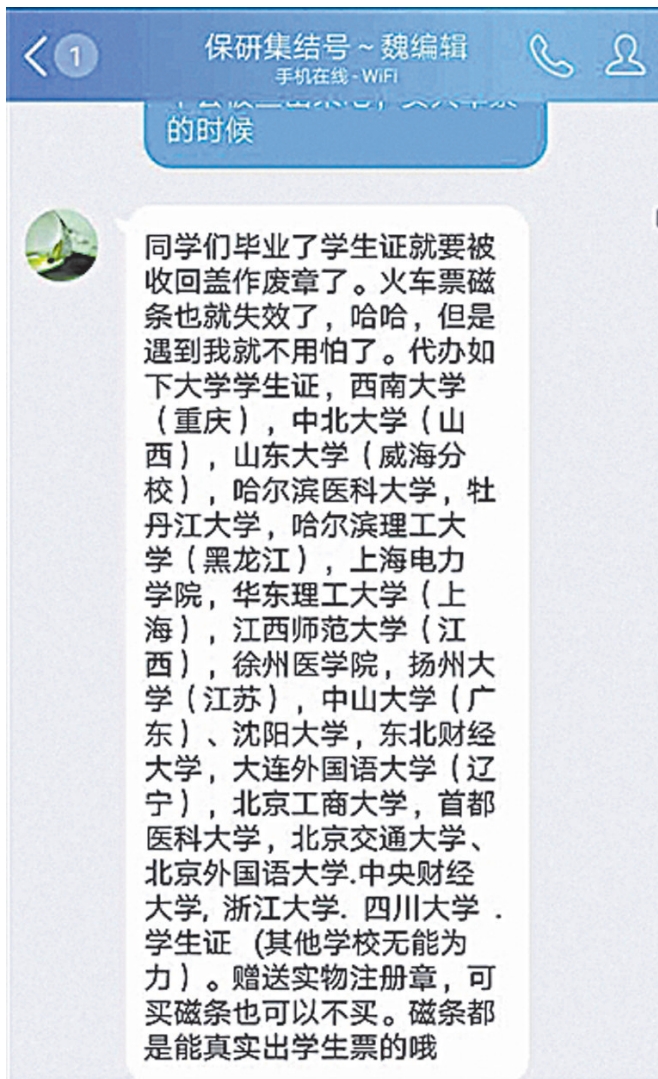 1
保研集结号～魏编辑
手机在线-WiFi
的时候
同学们毕业了学生证就要被
收回盖作废章了。火车票磁
条也就失效了，哈哈，但是
遇到我就不用怕了。代办如
下大学学生证，西南大学
（重庆），中北大学（山
西），山东大学（威海分
校），哈尔滨医科大学，牡
丹江大学，哈尔滨理工大
学（黑龙江），上海电力
学院，华东理工大学（上
海），江西师范大学（江
西），徐州医学院，扬州大
学（江苏），中山大学（广
东）、沈阳大学，东北财经
大学，大连外国语大学（辽
宁），北京工商大学，首都
医科大学，北京交通大学、
北京外国语大学.中央财经
大学, 浙江大学. 四川大学 .
学生证  (其他学校无能为
力）。赠送实物注册章，可
买磁条也可以不买。磁条都
是能真实出学生票的哦